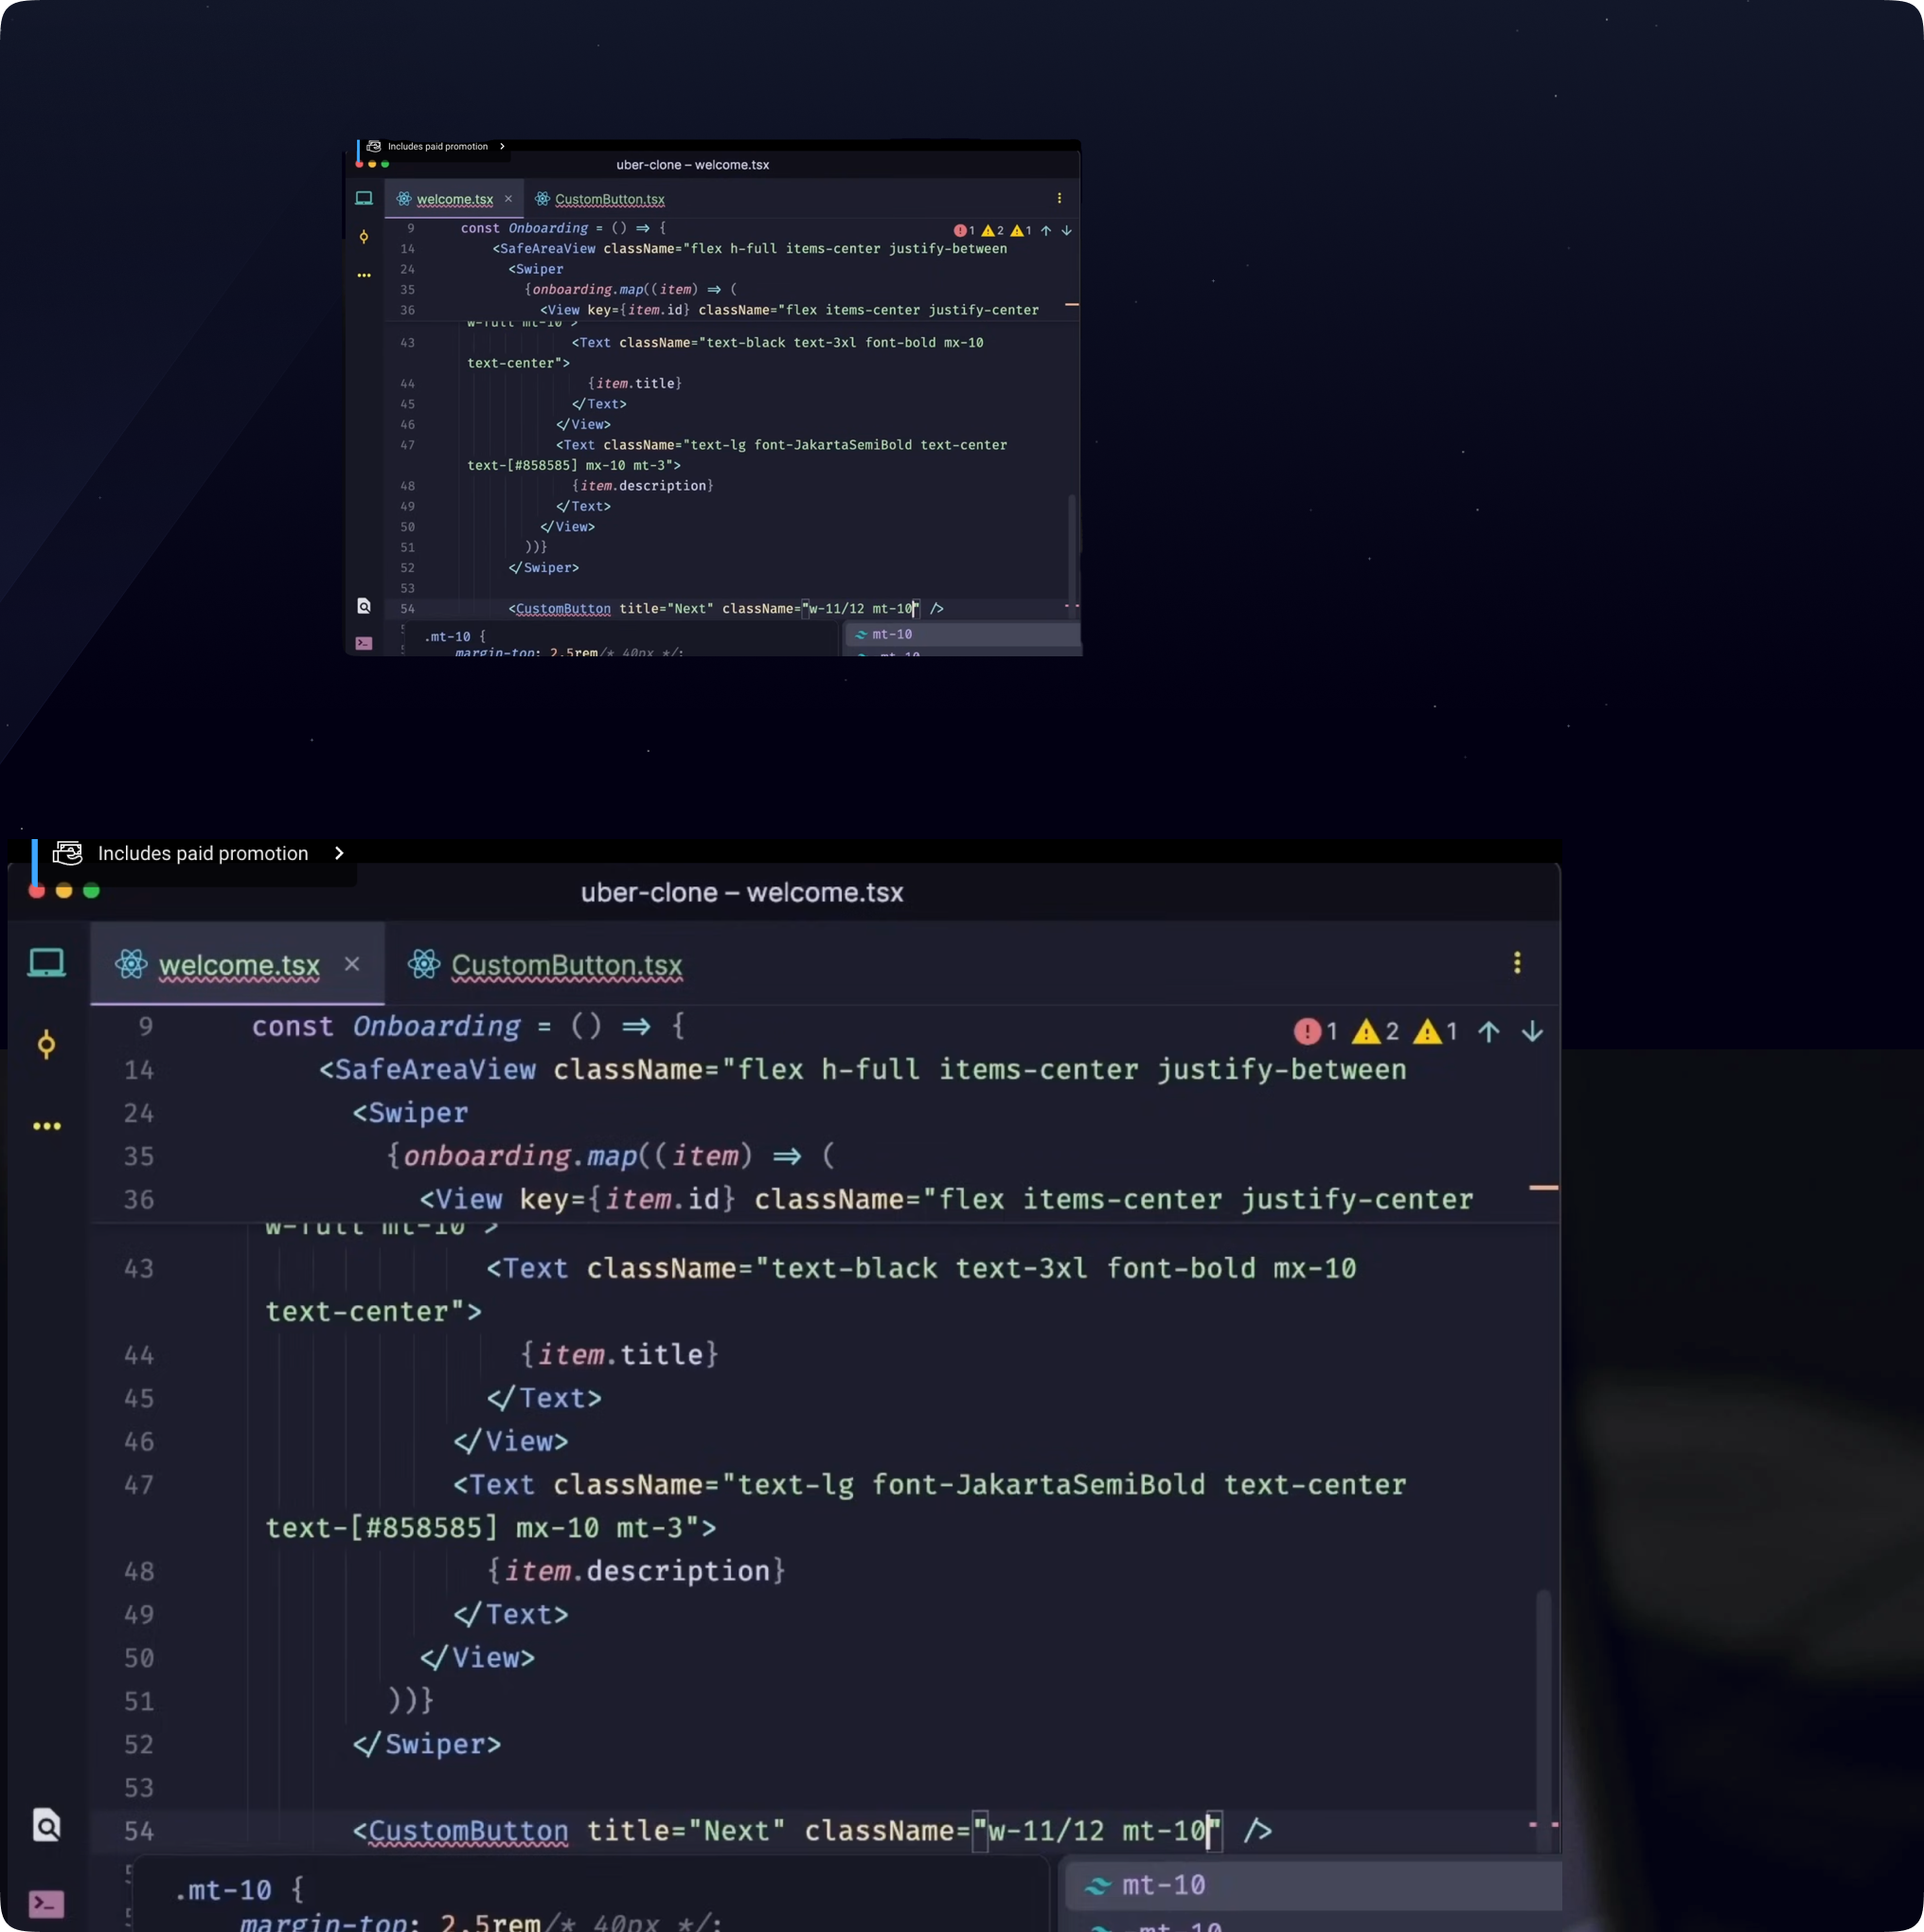 Includes paid promotion
uber-clone – welcome.tsx
welcome.tsx × CustomButton.tsx
9 const Onboarding = () => { 1 2 1
14 <SafeAreaView className="flex h-full items-center justify-between
24 <Swiper
35 {onboarding.map((item) => (
36 <View key={item.id} className="flex items-center justify-center
w-full mt-10">
43 <Text className="text-black text-3xl font-bold mx-10
text-center">
44 {item.title}
45 </Text>
46 </View>
47 <Text className="text-lg font-JakartaSemiBold text-center
text-[#858585] mx-10 mt-3">
48 {item.description}
49 </Text>
50 </View>
51 ))}
52 </Swiper>
53
54 <CustomButton title="Next" className="w-11/12 mt-10" />
.mt-10 { mt-10
margin-top: 2.5rem/* 40px */; -mt-10
Includes paid promotion
uber-clone – welcome.tsx
welcome.tsx × CustomButton.tsx
9 const Onboarding = () => { 1 2 1
14 <SafeAreaView className="flex h-full items-center justify-between
24 <Swiper
35 {onboarding.map((item) => (
36 <View key={item.id} className="flex items-center justify-center
w-full mt-10">
43 <Text className="text-black text-3xl font-bold mx-10
text-center">
44 {item.title}
45 </Text>
46 </View>
47 <Text className="text-lg font-JakartaSemiBold text-center
text-[#858585] mx-10 mt-3">
48 {item.description}
49 </Text>
50 </View>
51 ))}
52 </Swiper>
53
54 <CustomButton title="Next" className="w-11/12 mt-10" />
.mt-10 { mt-10
margin-top: 2.5rem/* 40px */; -mt-10